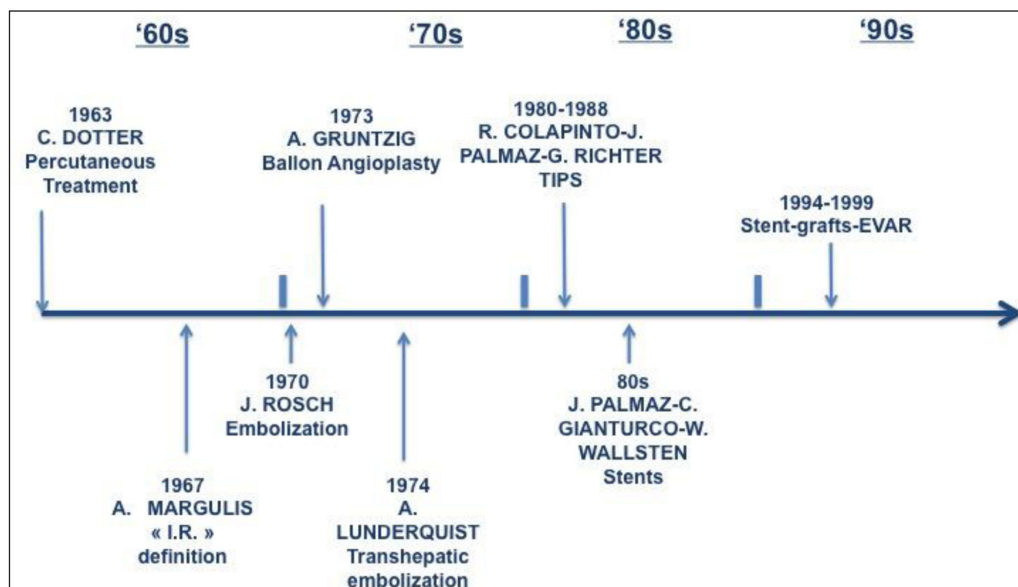 ‘60s
‘70s
‘80s
‘90s
1963
C. DOTTER
Percutaneous
Treatment
1973
A. GRUNTZIG
Ballon Angioplasty
1980-1988
R. COLAPINTO-J.
PALMAZ-G. RICHTER
TIPS
1994-1999
Stent-grafts-EVAR
1967
A. MARGULIS
« I.R. »
definition
1970
J. ROSCH
Embolization
1974
A.
LUNDERQUIST
Transhepatic
embolization
80s
J. PALMAZ-C.
GIANTURCO-W.
WALLSTEN
Stents